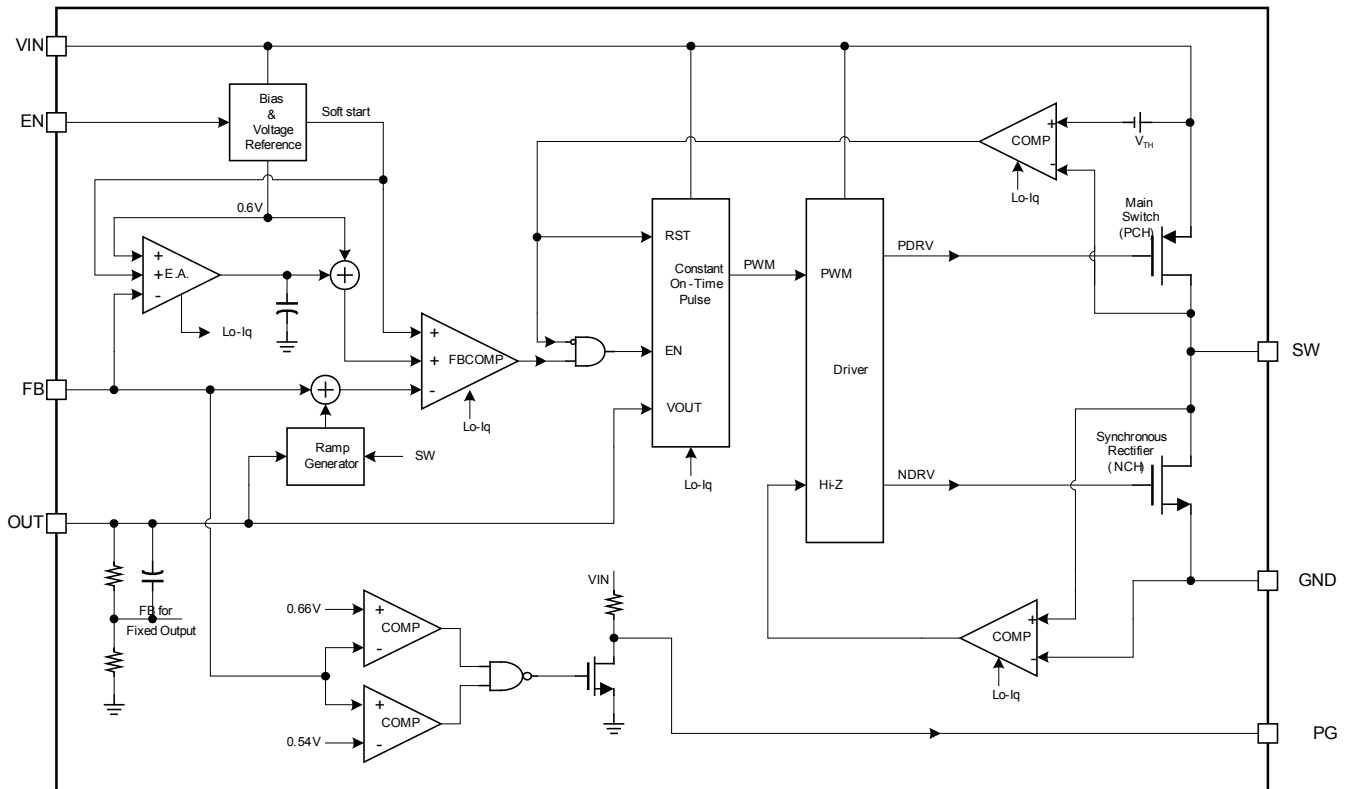 VIN
EN
Bias
&
Voltage
Reference
Soft start
0.6V
+
+
-
E.A.
+
Lo-Iq
FB
+
+
-
FBCOMP
Lo-Iq
+
Ramp
Generator
SW
OUT
FB for
Fixed Output
RST
EN
VOUT
Constant
On-Time
Pulse
Lo-Iq
PWM
PWM
Hi-Z
Driver
PDRV
NDRV
COMP
+
-
Lo-Iq
VTH
Main
Switch
(PCH)
SW
Synchronous
Rectifier
(NCH)
GND
COMP
+
-
Lo-Iq
0.66V
+
-
COMP
0.54V
+
-
COMP
VIN
PG